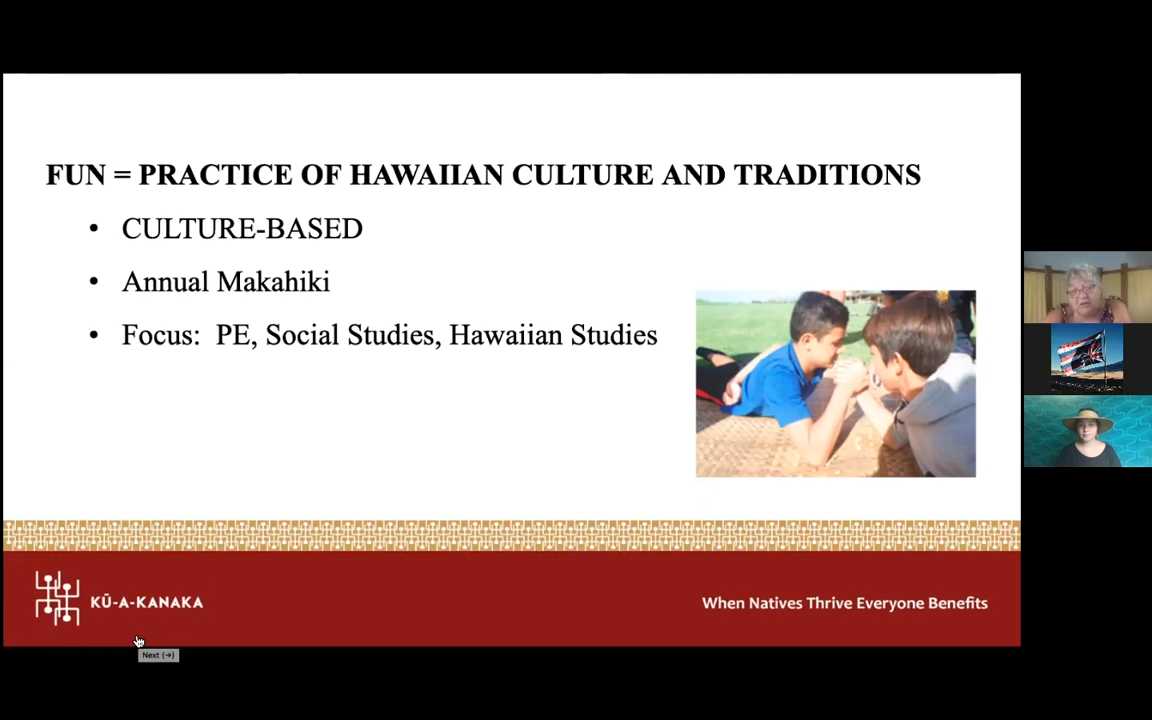 FUN = PRACTICE OF HAWAIIAN CULTURE AND TRADITIONS
• CULTURE-BASED
• Annual Makahiki
• Focus: PE, Social Studies, Hawaiian Studies
KŪ-A-KANAKA
When Natives Thrive Everyone Benefits
Next (→)